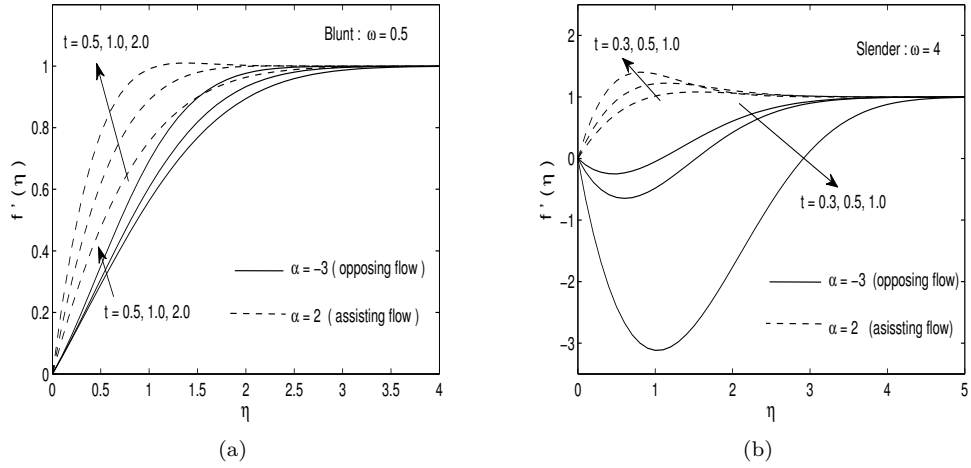 Blunt : ω = 0.5
t = 0.5, 1.0, 2.0
1
0.8
0.6
0.4
0.2
0
f ' ( η )
α = −3 ( opposing flow )
t = 0.5, 1.0, 2.0
α = 2 ( assisting flow )
0 0.5 1 1.5 2 2.5 3 3.5 4
η
(a)
2
1
0
−1
−2
−3
f ' ( η )
t = 0.3, 0.5, 1.0
Slender : ω = 4
t = 0.3, 0.5, 1.0
α = −3 (opposing flow)
α = 2 (asissting flow)
0 1 2 3 4 5
η
(b)